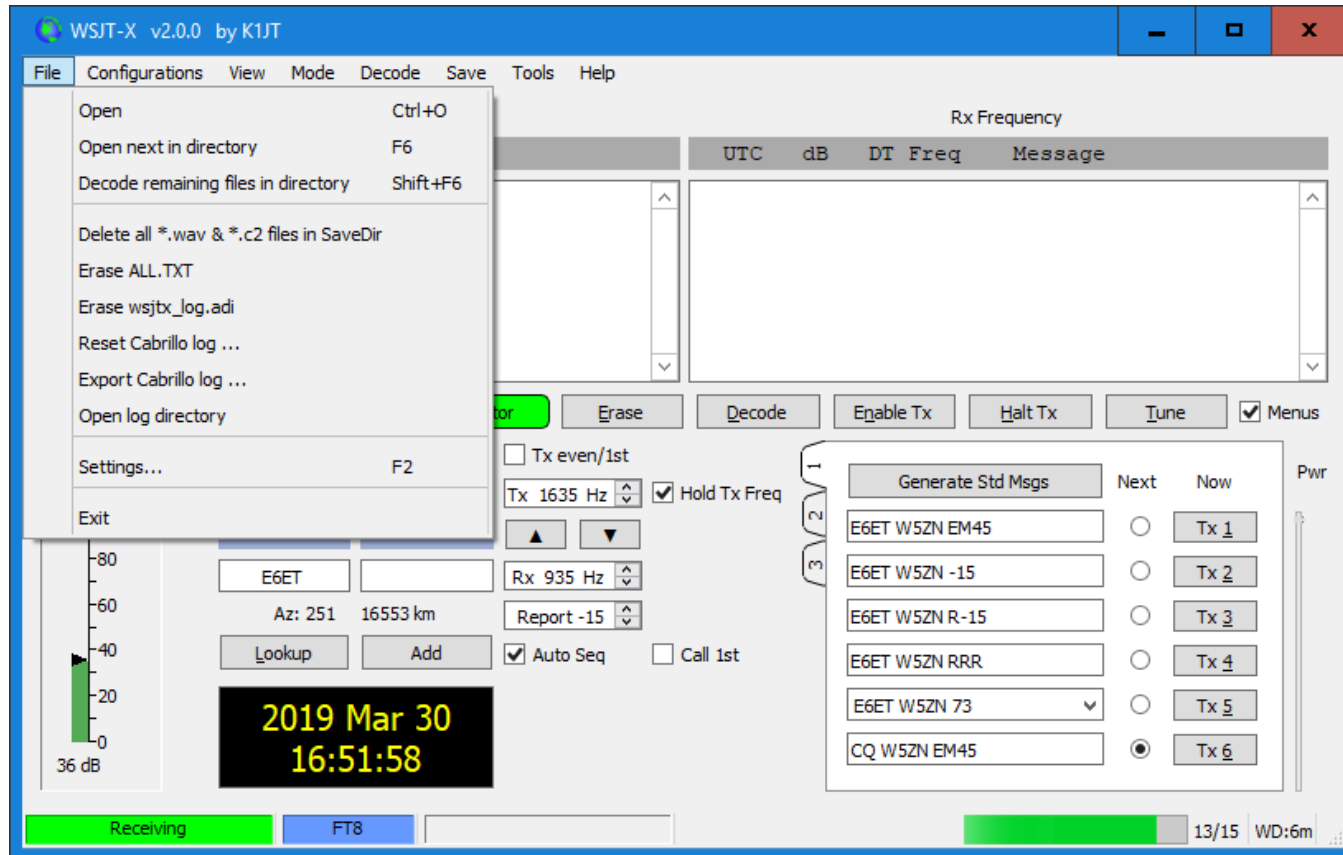 WSJT-X v2.0.0 by K1JT
File Configurations View Mode Decode Save Tools Help
Open Ctrl+O
Open next in directory F6
Decode remaining files in directory Shift+F6
Delete all *.wav & *.c2 files in SaveDir
Erase ALL.TXT
Erase wsjtx_log.adi
Reset Cabrillo log ...
Export Cabrillo log ...
Open log directory
Settings... F2
Exit
Rx Frequency
UTC dB DT Freq Message
Erase Decode Enable Tx Halt Tx Tune Menus
Tx even/1st
Tx 1635 Hz Hold Tx Freq
▲ ▼
Rx 935 Hz
Report -15
Auto Seq Call 1st
E6ET
Az: 251 16553 km
Lookup Add
2019 Mar 30
16:51:58
-80
-60
-40
-20
-0
36 dB
1
2
3
Generate Std Msgs Next Now Pwr
E6ET W5ZN EM45 Tx 1
E6ET W5ZN -15 Tx 2
E6ET W5ZN R-15 Tx 3
E6ET W5ZN RRR Tx 4
E6ET W5ZN 73 Tx 5
CQ W5ZN EM45 Tx 6
Receiving FT8 13/15 WD:6m